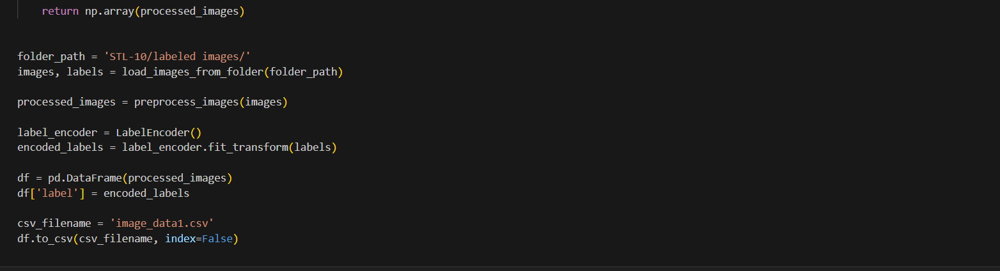 return np.array(processed_images)
folder_path = 'STL-10/labeled images/'
images, labels = load_images_from_folder(folder_path)
processed_images = preprocess_images(images)
label_encoder = LabelEncoder()
encoded_labels = label_encoder.fit_transform(labels)
df = pd.DataFrame(processed_images)
df['label'] = encoded_labels
csv_filename = 'image_data1.csv'
df.to_csv(csv_filename, index=False)